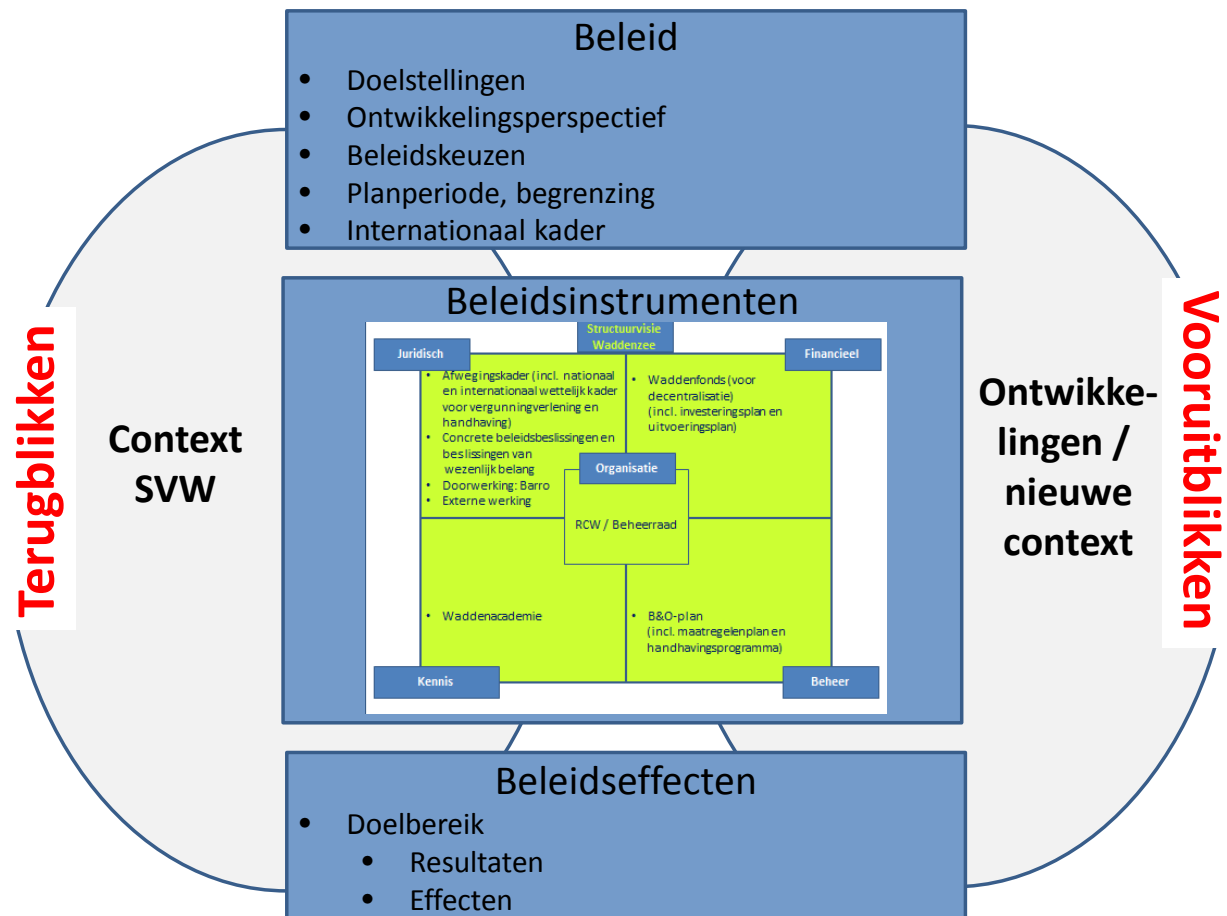 Beleid
• Doelstellingen
• Ontwikkelingsperspectief
• Beleidskeuzen
• Planperiode, begrenzing
• Internationaal kader
Terugblikken
Context
SVW
Beleidsinstrumenten
Structuurvisie
Waddenzee
Juridisch
Financieel
• Afwegingskader (incl. nationaal
en internationaal wettelijk kader
voor vergunningverlening en
handhaving)
• Concrete beleidsbeslissingen en
beslissingen van
wezenlijk belang
• Doorwerking: Barro
• Externe werking
• Waddenfonds (voor
decentralisatie)
(incl. investeringsplan en
uitvoeringsplan)
Organisatie
RCW / Beheerraad
• Waddenacademie
• B&O-plan
(incl. maatregelenplan en
handhavingsprogramma)
Kennis
Beheer
Ontwikke-
lingen /
nieuwe
context
Vooruitblikken
Beleidseffecten
• Doelbereik
• Resultaten
• Effecten